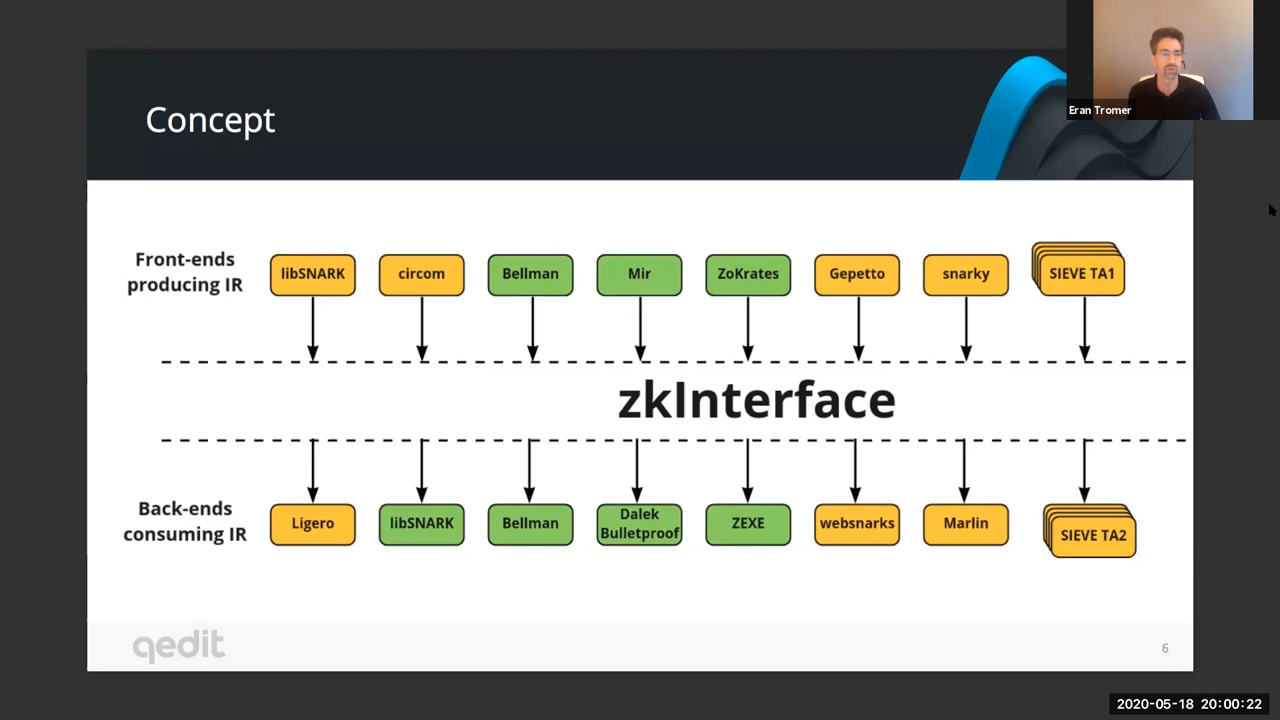 Concept
Eran Tromer
Front-ends
producing IR
libSNARK
circom
Bellman
Mir
ZoKrates
Gepetto
snarky
SIEVE TA1
zkInterface
Back-ends
consuming IR
Ligero
libSNARK
Bellman
Dalek
Bulletproof
ZEXE
websnarks
Marlin
SIEVE TA2
qedit
6
2020-05-18 20:00:22